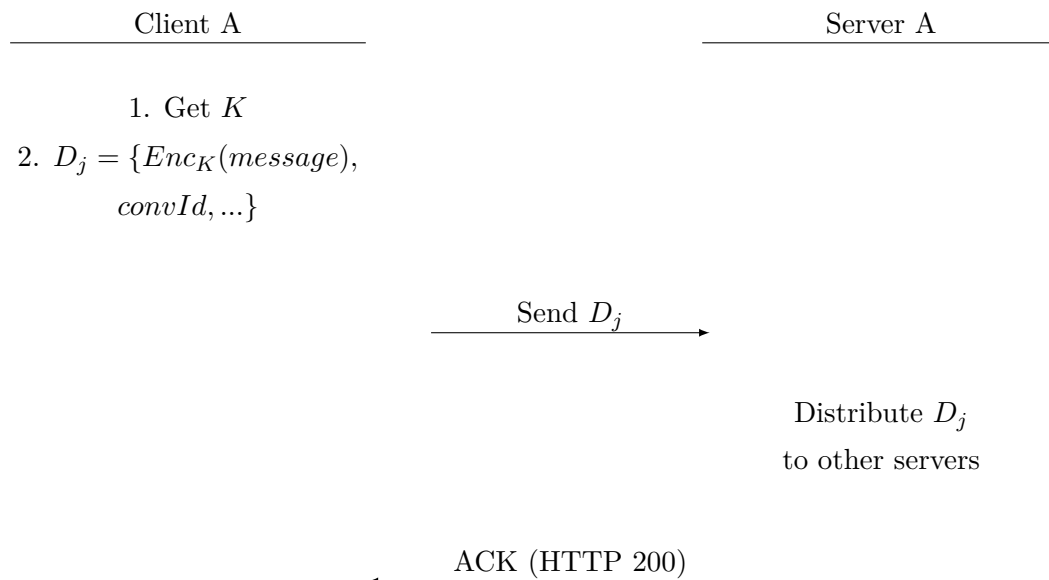 Client A
Server A
1. Get K
2. D_j = {Enc_K(message),
convId, ...}
Send D_j
Distribute D_j
to other servers
ACK (HTTP 200)